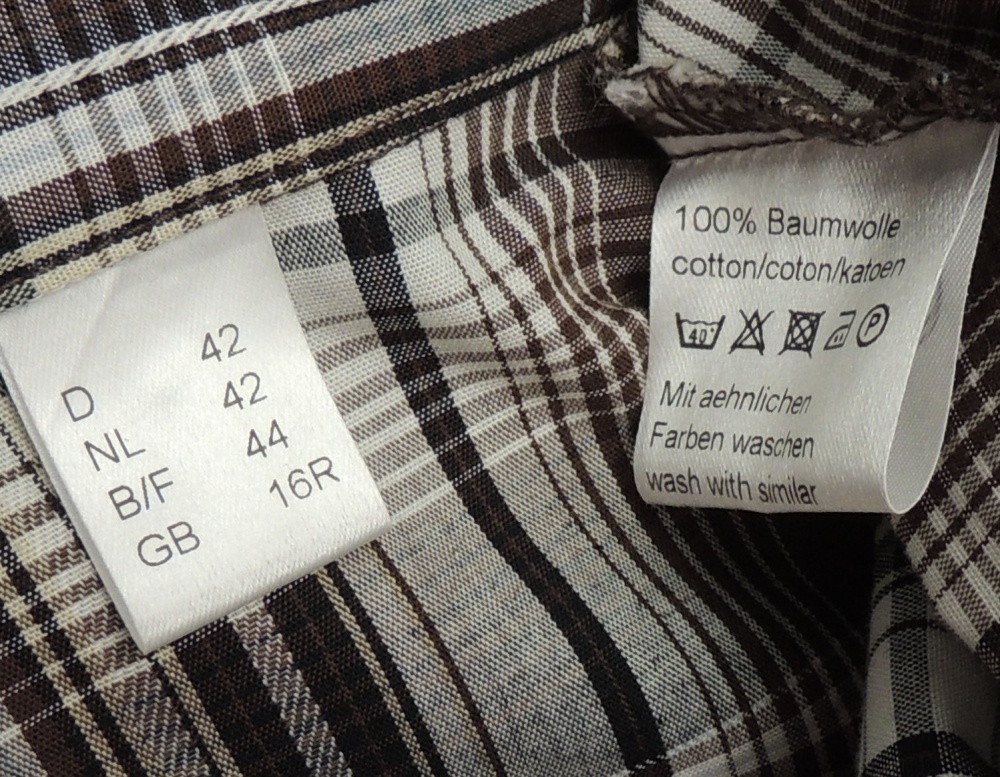 D 42
NL 42
B/F 44
GB 16R
100% Baumwolle
cotton/coton/katoen
40°
P
Mit aehnlichen
Farben waschen
wash with similar